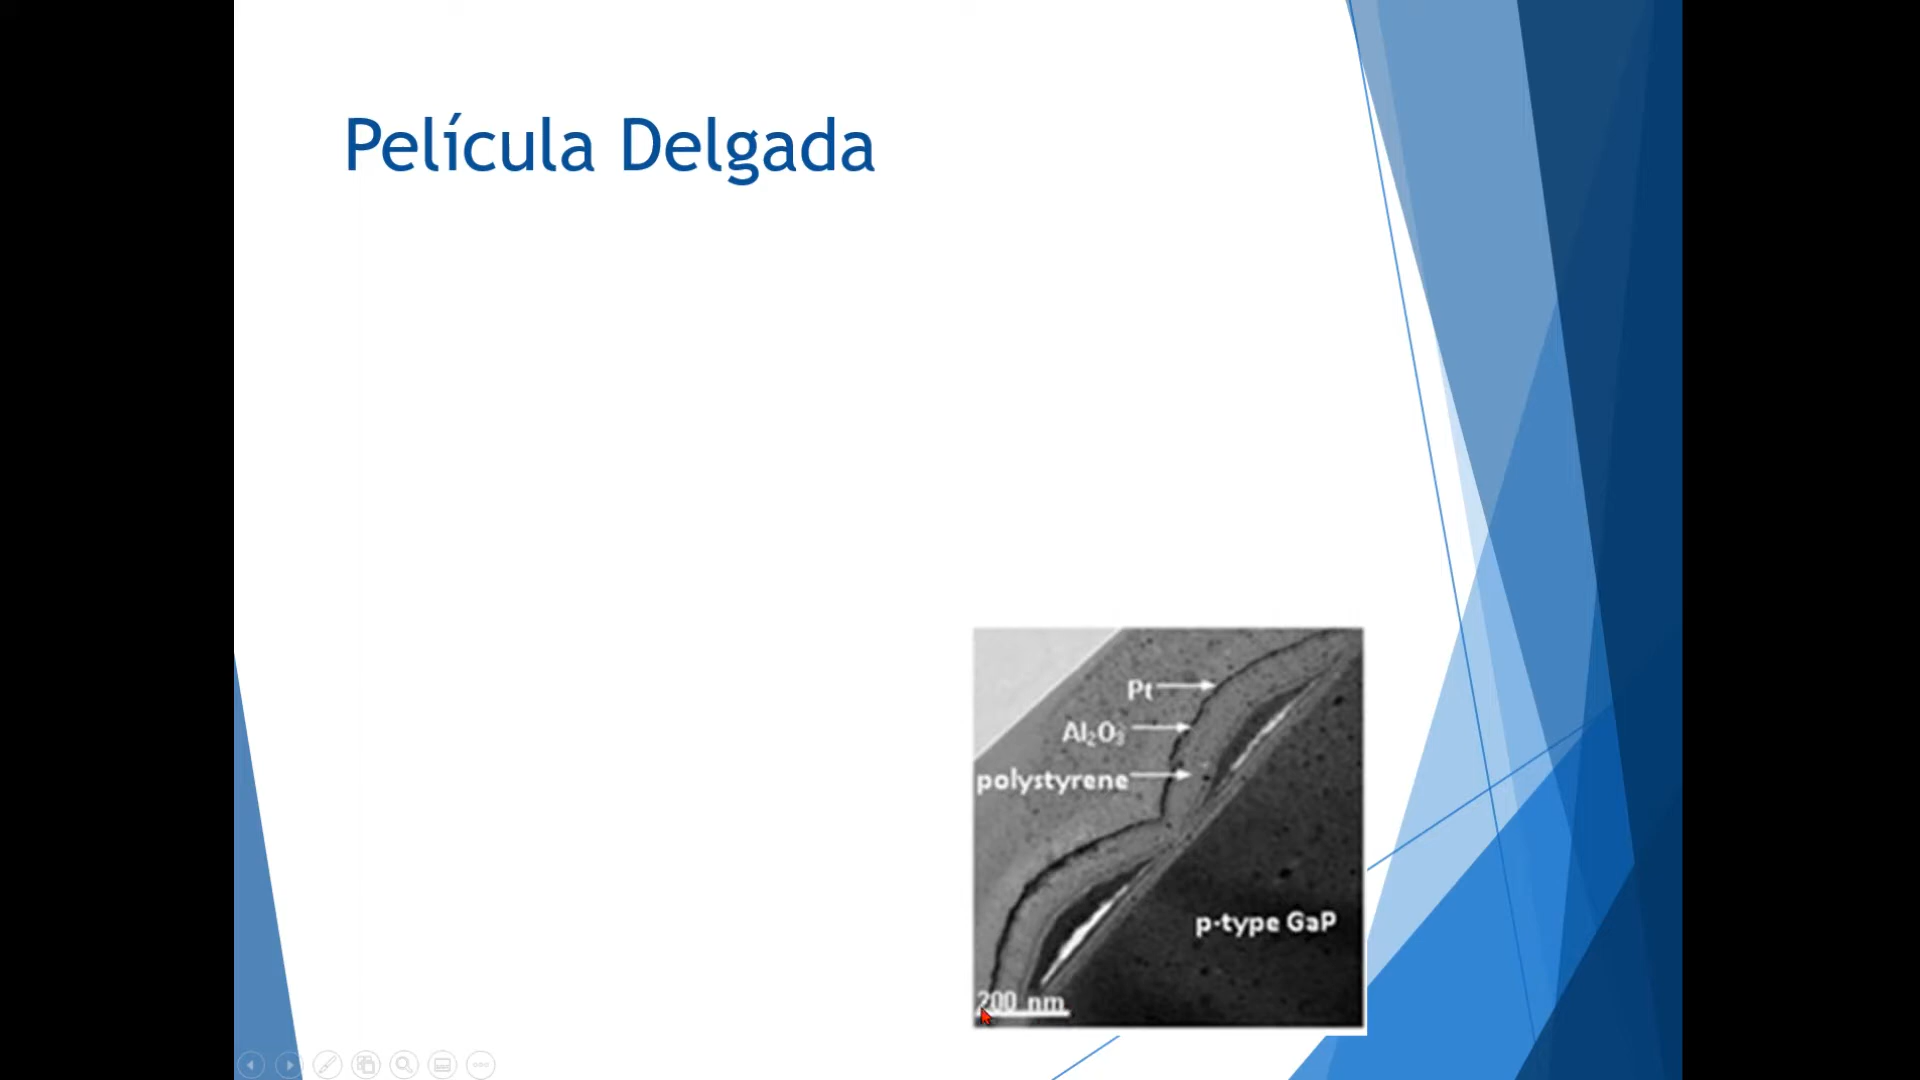 Película Delgada
Pt
Al₂O₃
polystyrene
p-type GaP
200 nm